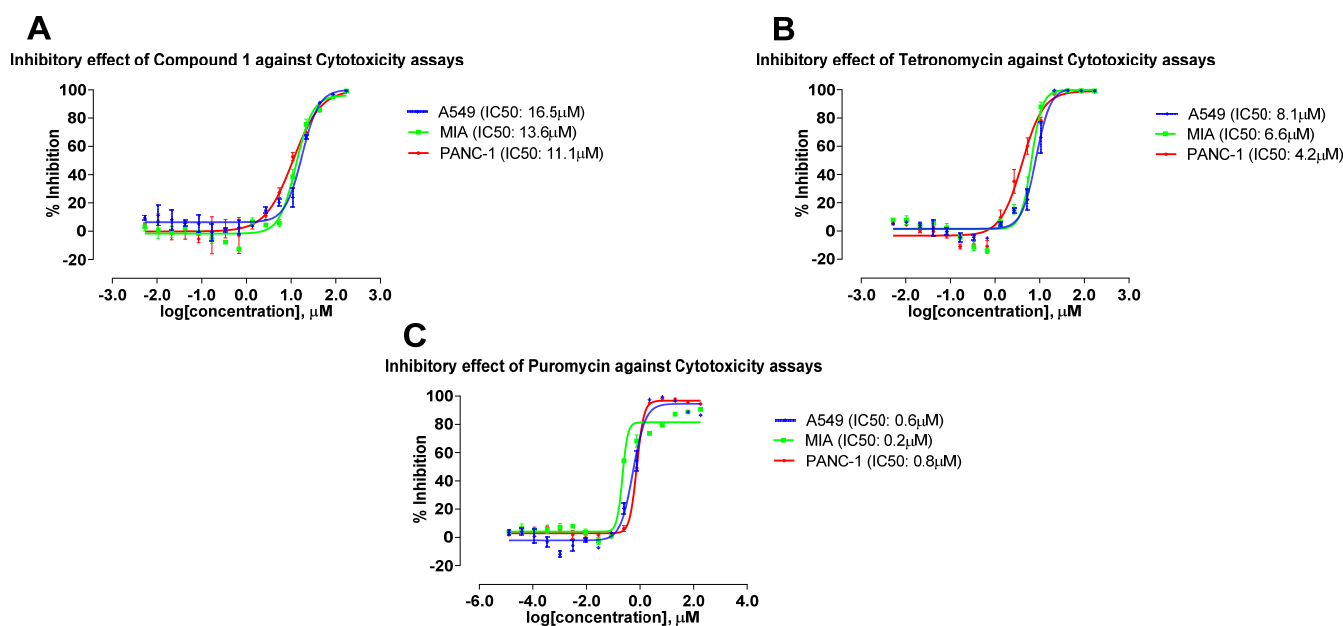 A
Inhibitory effect of Compound 1 against Cytotoxicity assays
% Inhibition
100
80
60
40
20
0
-20
-3.0 -2.0 -1.0 0.0 1.0 2.0 3.0
log[concentration], μM
A549 (IC50: 16.5μM)
MIA (IC50: 13.6μM)
PANC-1 (IC50: 11.1μM)
B
Inhibitory effect of Tetronomycin against Cytotoxicity assays
% Inhibition
100
80
60
40
20
0
-20
-3.0 -2.0 -1.0 0.0 1.0 2.0 3.0
log[concentration], μM
A549 (IC50: 8.1μM)
MIA (IC50: 6.6μM)
PANC-1 (IC50: 4.2μM)
C
Inhibitory effect of Puromycin against Cytotoxicity assays
% Inhibition
100
80
60
40
20
0
-20
-6.0 -4.0 -2.0 0.0 2.0 4.0
log[concentration], μM
A549 (IC50: 0.6μM)
MIA (IC50: 0.2μM)
PANC-1 (IC50: 0.8μM)